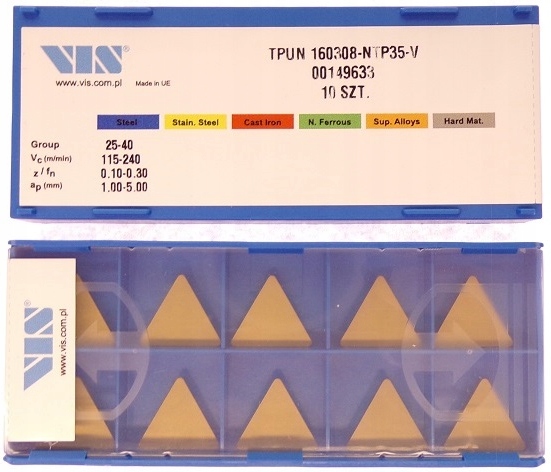 VIS®
www.vis.com.pl Made in UE
TPUN 160308-NTP35-V
00149633
10 SZT.
Steel Stain. Steel Cast Iron N. Ferrous Sup. Alloys Hard Mat.
Group 25-40
Vc (m/min) 115-240
z / fn 0.10-0.30
ap (mm) 1.00-5.00
VIS®
www.vis.com.pl